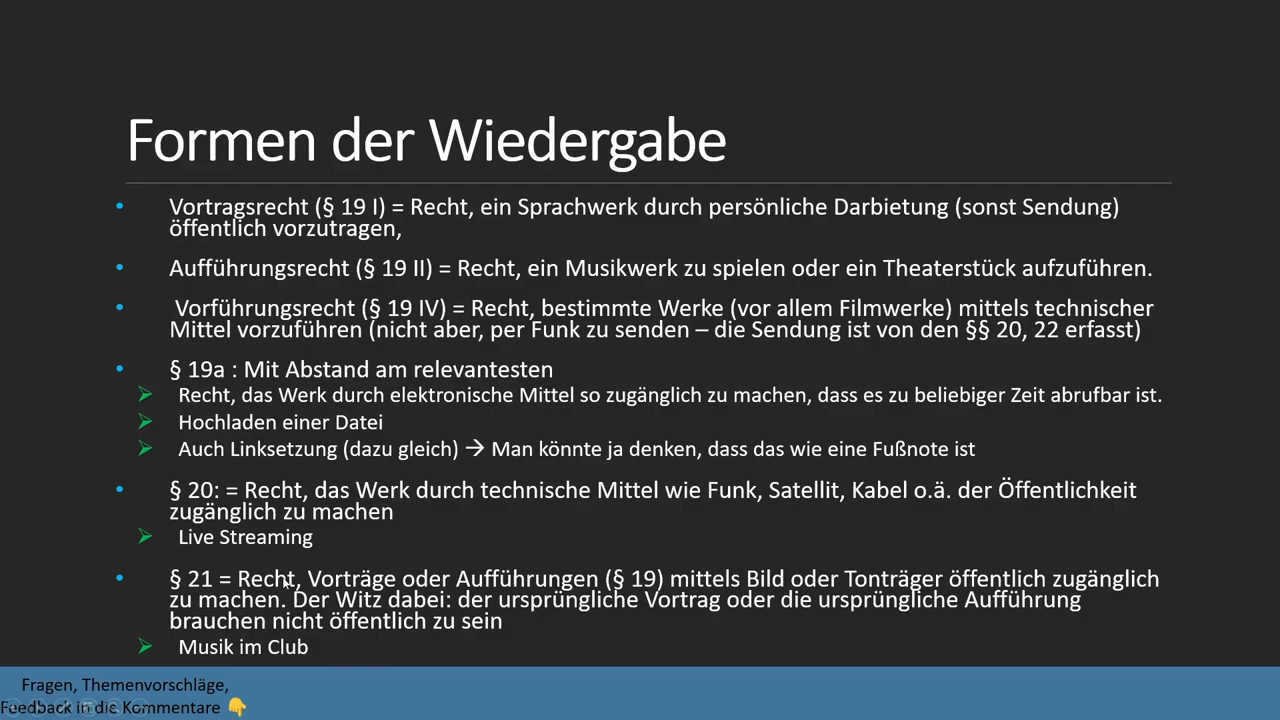 Formen der Wiedergabe
• Vortragsrecht (§ 19 I) = Recht, ein Sprachwerk durch persönliche Darbietung (sonst Sendung)
öffentlich vorzutragen,
• Aufführungsrecht (§ 19 II) = Recht, ein Musikwerk zu spielen oder ein Theaterstück aufzuführen.
• Vorführungsrecht (§ 19 IV) = Recht, bestimmte Werke (vor allem Filmwerke) mittels technischer
Mittel vorzuführen (nicht aber, per Funk zu senden – die Sendung ist von den §§ 20, 22 erfasst)
• § 19a : Mit Abstand am relevantesten
➢ Recht, das Werk durch elektronische Mittel so zugänglich zu machen, dass es zu beliebiger Zeit abrufbar ist.
➢ Hochladen einer Datei
➢ Auch Linksetzung (dazu gleich) → Man könnte ja denken, dass das wie eine Fußnote ist
• § 20: = Recht, das Werk durch technische Mittel wie Funk, Satellit, Kabel o.ä. der Öffentlichkeit
zugänglich zu machen
➢ Live Streaming
• § 21 = Recht, Vorträge oder Aufführungen (§ 19) mittels Bild oder Tonträger öffentlich zugänglich
zu machen. Der Witz dabei: der ursprüngliche Vortrag oder die ursprüngliche Aufführung
brauchen nicht öffentlich zu sein
➢ Musik im Club
Fragen, Themenvorschläge,
Feedback in die Kommentare 👇